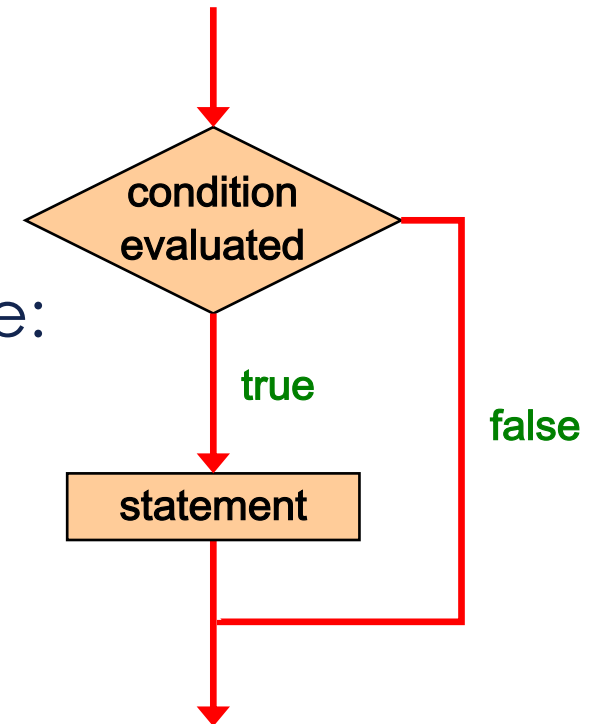 condition
evaluated
e:
true
false
statement